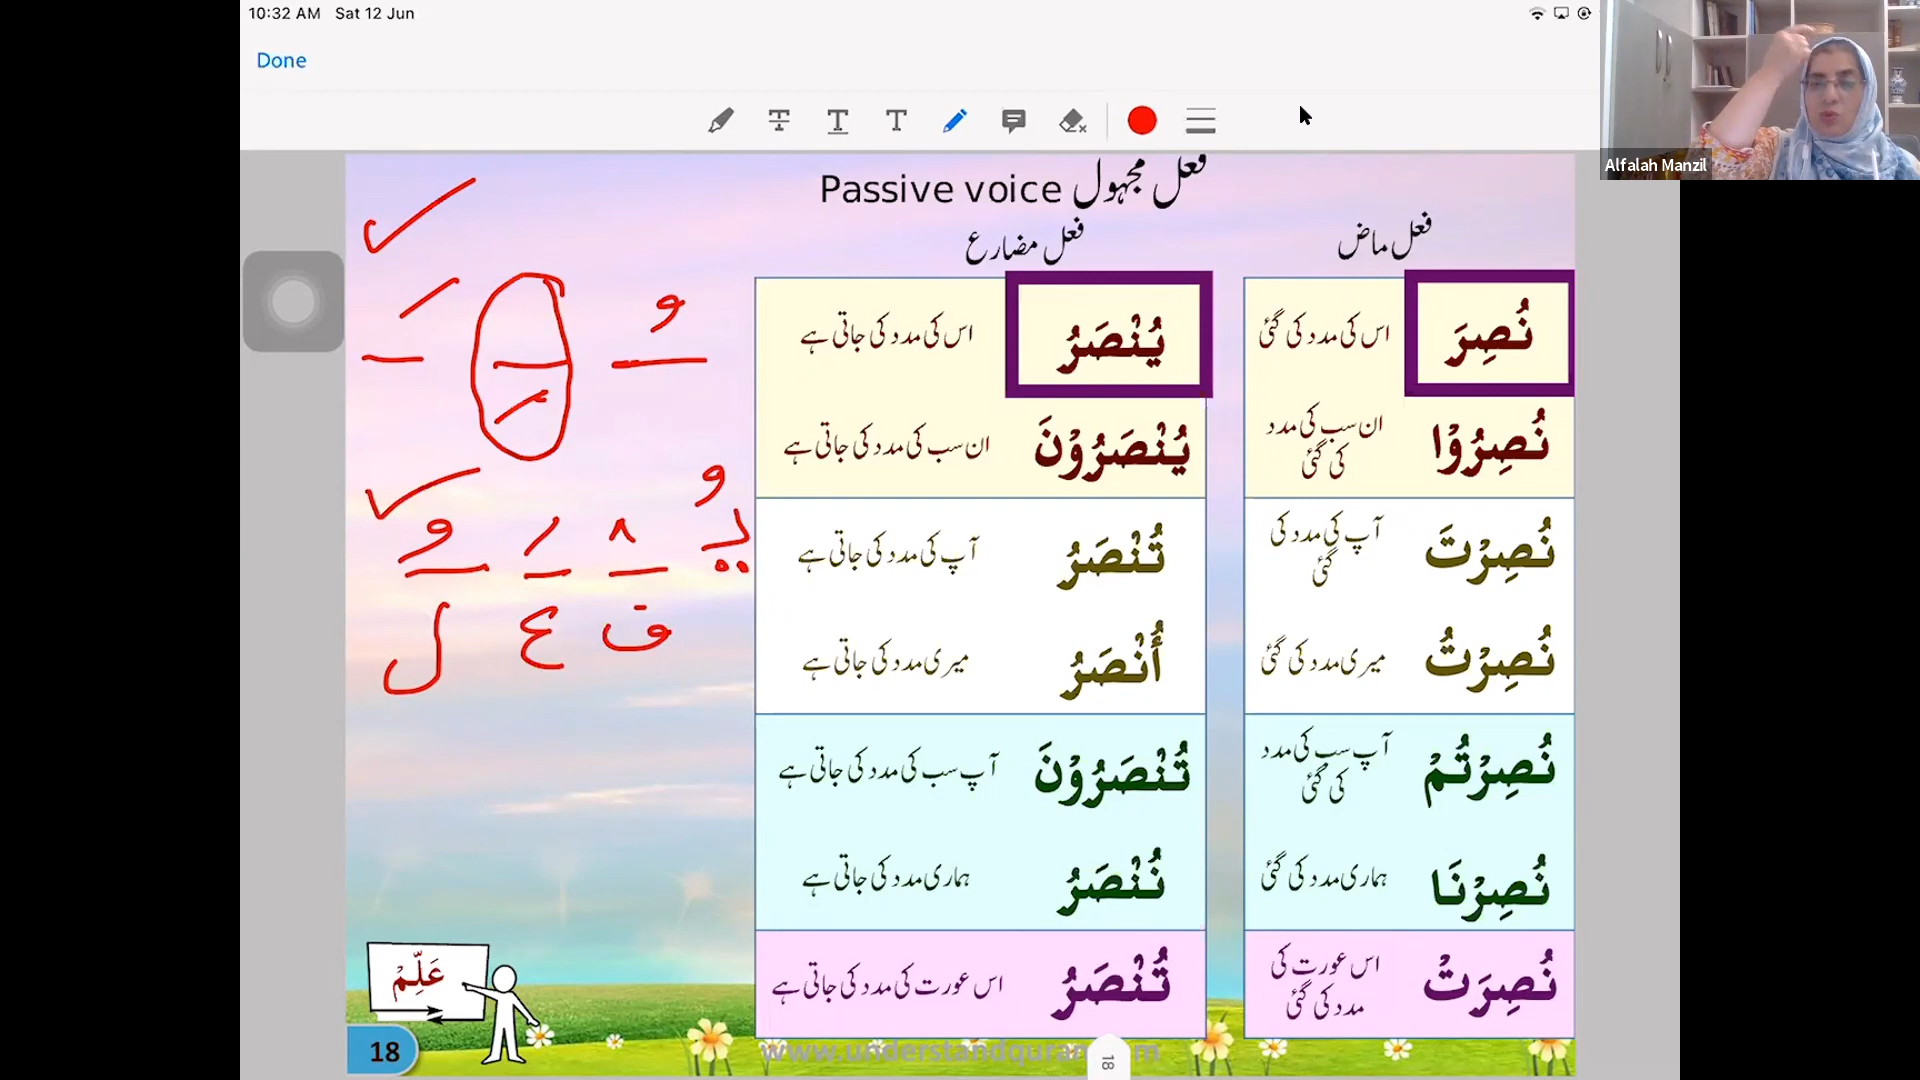 10:32 AM Sat 12 Jun
Done
Alfalah Manzil
فعل مجہول Passive voice
فعل ماض
فعل مضارع
نُصِرَ اس کی مدد کی گئی
يُنْصَرُ اس کی مدد کی جاتی ہے
نُصِرُوْا ان سب کی مدد کی گئی
يُنْصَرُوْنَ ان سب کی مدد کی جاتی ہے
نُصِرْتَ آپ کی مدد کی گئی
تُنْصَرُ آپ کی مدد کی جاتی ہے
نُصِرْتُ میری مدد کی گئی
أُنْصَرُ میری مدد کی جاتی ہے
نُصِرْتُمْ آپ سب کی مدد کی گئی
تُنْصَرُوْنَ آپ سب کی مدد کی جاتی ہے
نُصِرْنَا ہماری مدد کی گئی
نُنْصَرُ ہماری مدد کی جاتی ہے
نُصِرَتْ اس عورت کی مدد کی گئی
تُنْصَرُ اس عورت کی مدد کی جاتی ہے
ف ع ل
عَلِّمْ
18
www.understandquran.com
18